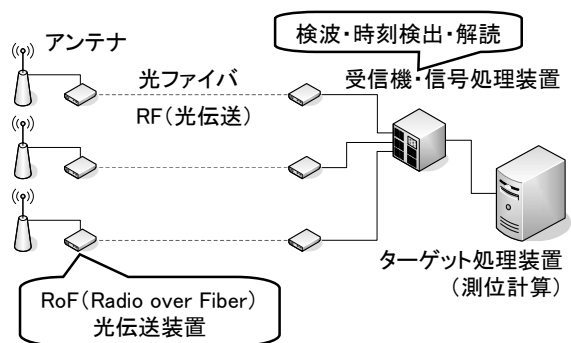 アンテナ
検波・時刻検出・解読
光ファイバ
受信機・信号処理装置
RF(光伝送)
ターゲット処理装置
(測位計算)
RoF(Radio over Fiber)
光伝送装置